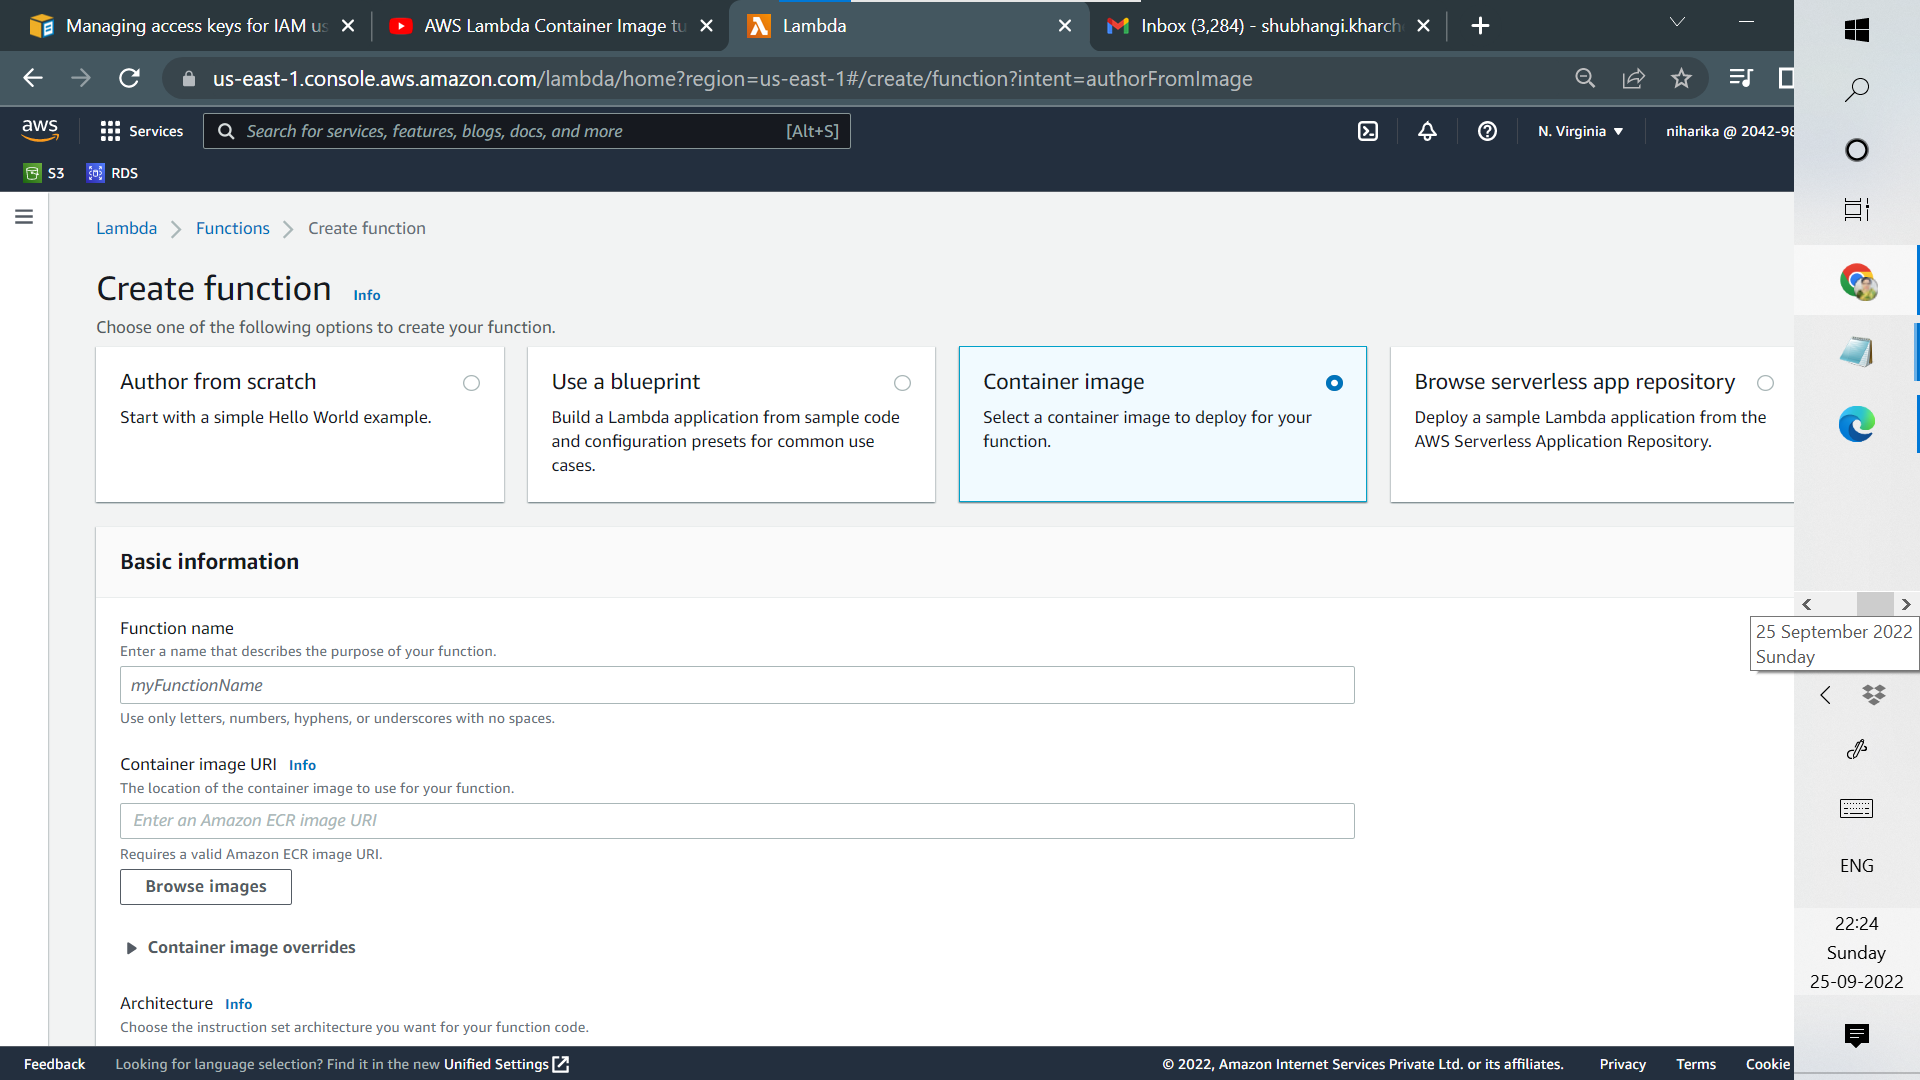 Managing access keys for IAM us
AWS Lambda Container Image tu
Lambda
Inbox (3,284) - shubhangi.kharch
us-east-1.console.aws.amazon.com/lambda/home?region=us-east-1#/create/function?intent=authorFromImage
aws
Services
Search for services, features, blogs, docs, and more
[Alt+S]
N. Virginia
niharika @ 2042-98
S3
RDS
Lambda
Functions
Create function
Create function
Info
Choose one of the following options to create your function.
Author from scratch
Start with a simple Hello World example.
Use a blueprint
Build a Lambda application from sample code
and configuration presets for common use
cases.
Container image
Select a container image to deploy for your
function.
Browse serverless app repository
Deploy a sample Lambda application from the
AWS Serverless Application Repository.
Basic information
Function name
Enter a name that describes the purpose of your function.
myFunctionName
Use only letters, numbers, hyphens, or underscores with no spaces.
Container image URI Info
The location of the container image to use for your function.
Enter an Amazon ECR image URI
Requires a valid Amazon ECR image URI.
Browse images
Container image overrides
Architecture Info
Choose the instruction set architecture you want for your function code.
25 September 2022
Sunday
ENG
22:24
Sunday
25-09-2022
Feedback
Looking for language selection? Find it in the new Unified Settings
© 2022, Amazon Internet Services Private Ltd. or its affiliates.
Privacy
Terms
Cookie